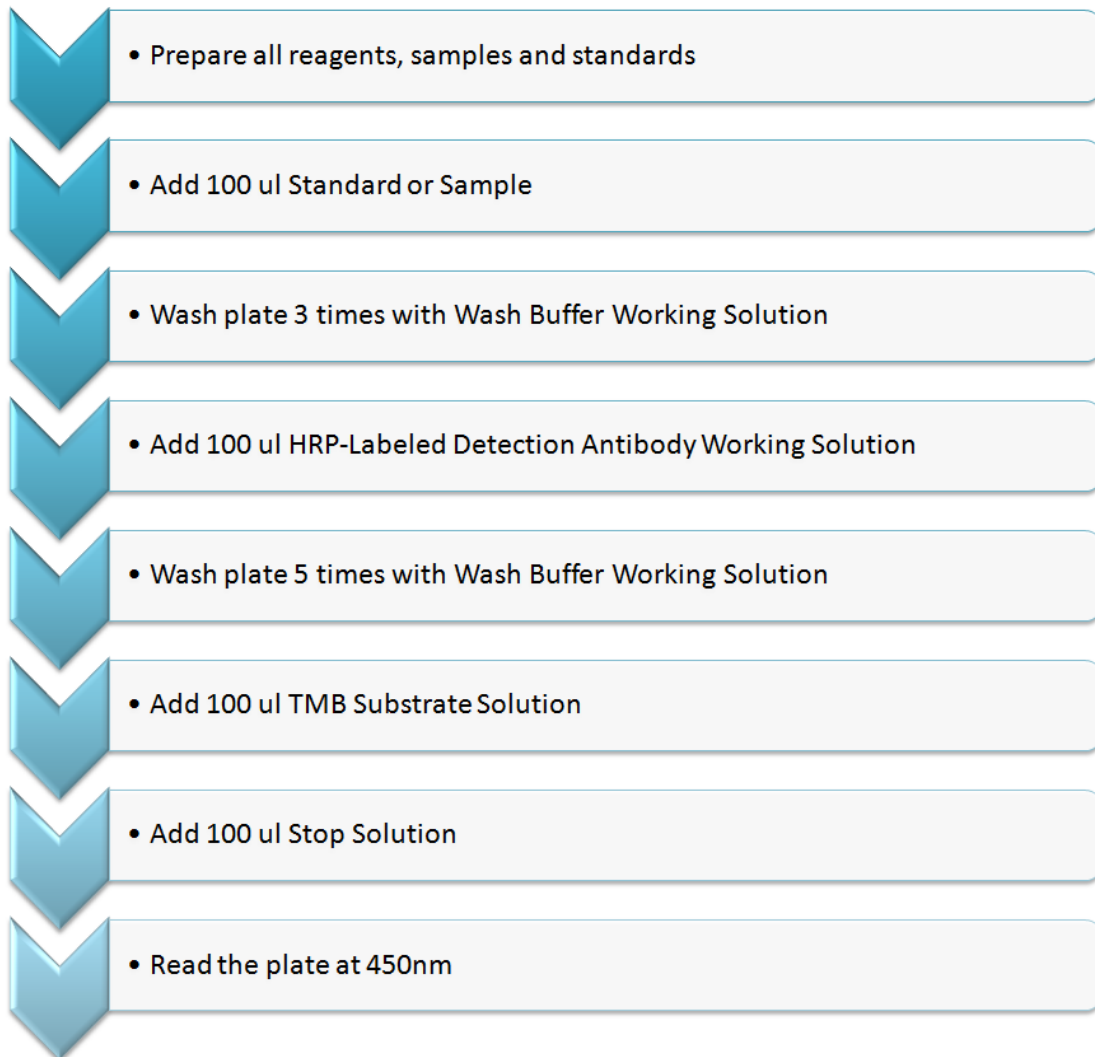 • Prepare all reagents, samples and standards
• Add 100 ul Standard or Sample
• Wash plate 3 times with Wash Buffer Working Solution
• Add 100 ul HRP-Labeled Detection Antibody Working Solution
• Wash plate 5 times with Wash Buffer Working Solution
• Add 100 ul TMB Substrate Solution
• Add 100 ul Stop Solution
• Read the plate at 450nm